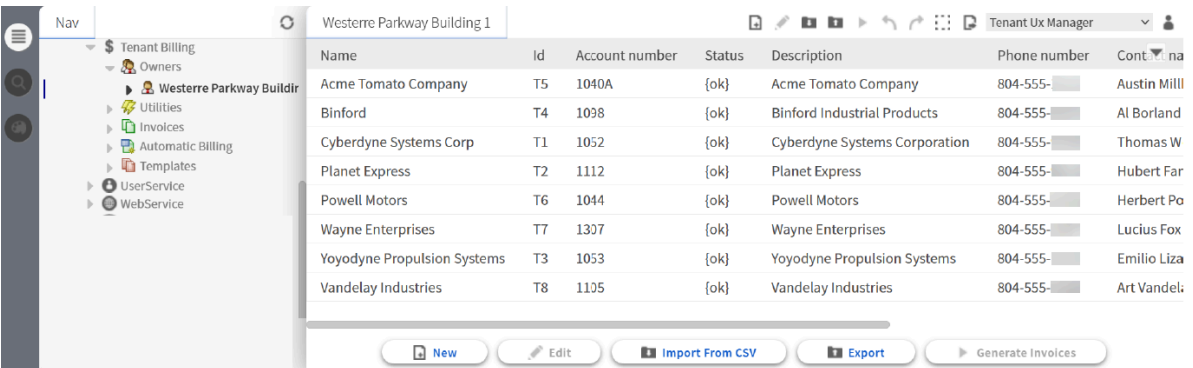 Nav
Westerre Parkway Building 1
Tenant Ux Manager
Tenant Billing
Owners
Westerre Parkway Buildin
Utilities
Invoices
Automatic Billing
Templates
UserService
WebService
Name Id Account number Status Description Phone number Cont na
Acme Tomato Company T5 1040A {ok} Acme Tomato Company 804-555- Austin Milll
Binford T4 1098 {ok} Binford Industrial Products 804-555- Al Borland
Cyberdyne Systems Corp T1 1052 {ok} Cyberdyne Systems Corporation 804-555- Thomas W
Planet Express T2 1112 {ok} Planet Express 804-555- Hubert Far
Powell Motors T6 1044 {ok} Powell Motors 804-555- Herbert Po
Wayne Enterprises T7 1307 {ok} Wayne Enterprises 804-555- Lucius Fox
Yoyodyne Propulsion Systems T3 1053 {ok} Yoyodyne Propulsion Systems 804-555- Emilio Liza
Vandelay Industries T8 1105 {ok} Vandelay Industries 804-555- Art Vandela
New Edit Import From CSV Export Generate Invoices